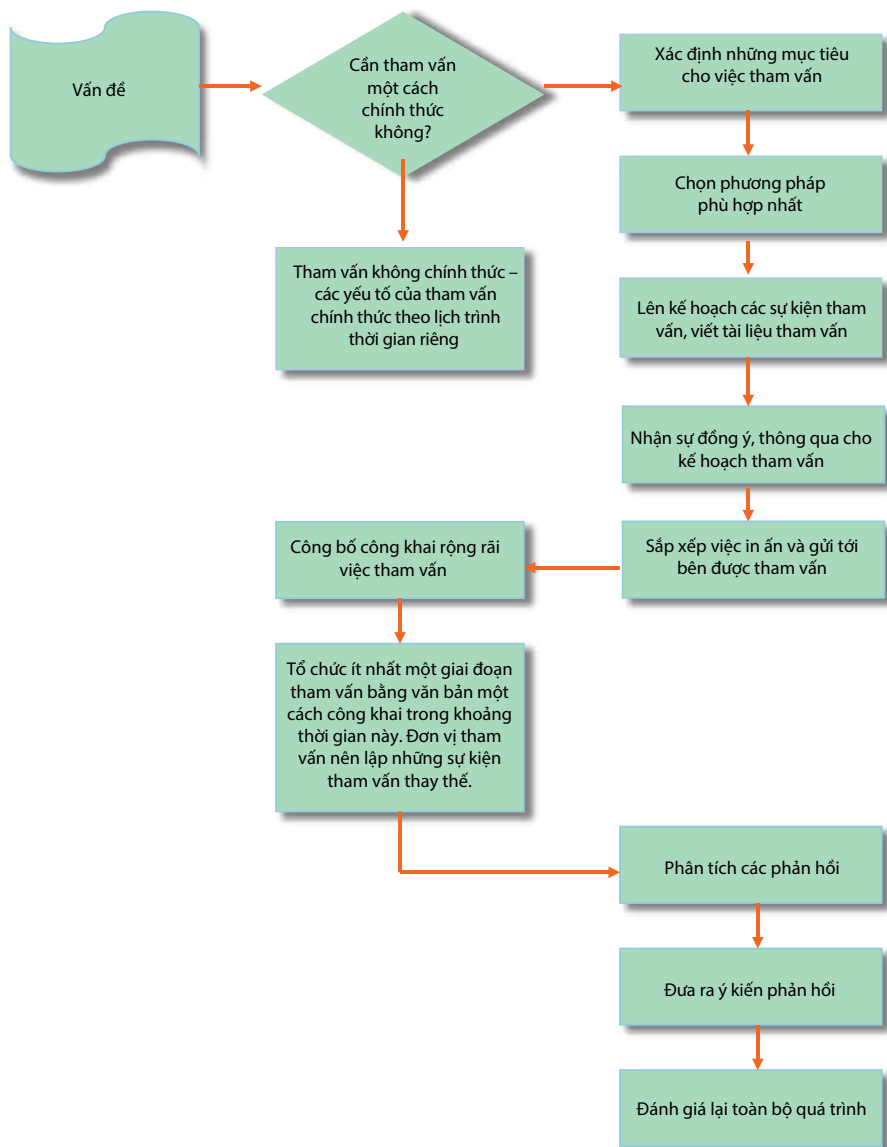 Vấn đề
Cần tham vấn
một cách
chính thức
không?
Xác định những mục tiêu
cho việc tham vấn
Chọn phương pháp
phù hợp nhất
Tham vấn không chính thức –
các yếu tố của tham vấn
chính thức theo lịch trình
thời gian riêng
Lên kế hoạch các sự kiện tham
vấn, viết tài liệu tham vấn
Nhận sự đồng ý, thông qua cho
kế hoạch tham vấn
Sắp xếp việc in ấn và gửi tới
bên được tham vấn
Công bố công khai rộng rãi
việc tham vấn
Tổ chức ít nhất một giai đoạn
tham vấn bằng văn bản một
cách công khai trong khoảng
thời gian này. Đơn vị tham
vấn nên lập những sự kiện
tham vấn thay thế.
Phân tích các phản hồi
Đưa ra ý kiến phản hồi
Đánh giá lại toàn bộ quá trình